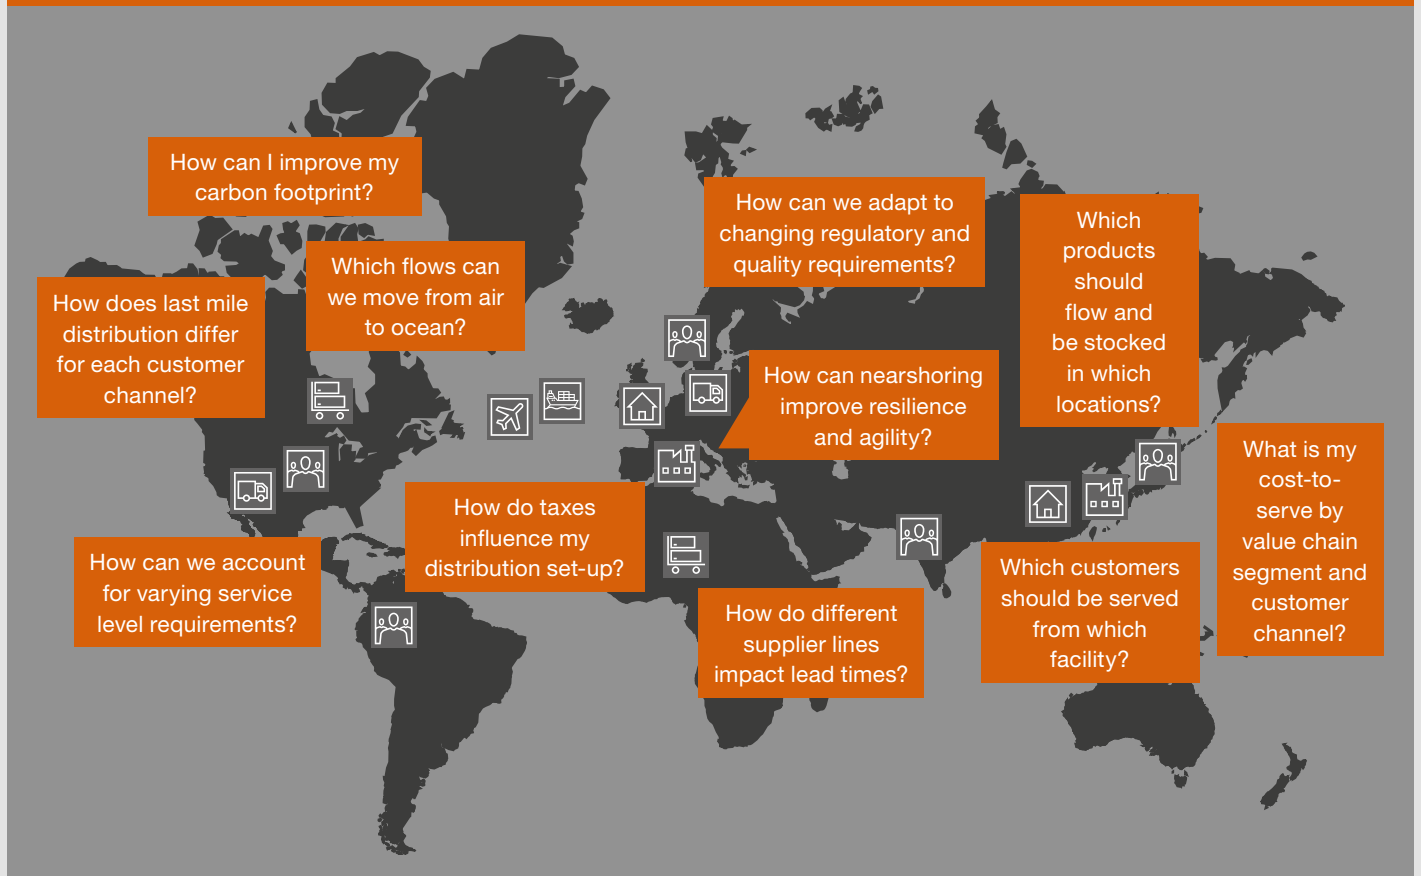 How can I improve my
carbon footprint?
How can we adapt to
changing regulatory and
quality requirements?
Which
products
should
flow and
be stocked
in which
locations?
Which flows can
we move from air
to ocean?
How does last mile
distribution differ
for each customer
channel?
How can nearshoring
improve resilience
and agility?
What is my
cost-to-
serve by
value chain
segment and
customer
channel?
How do taxes
influence my
distribution set-up?
How can we account
for varying service
level requirements?
Which customers
should be served
from which
facility?
How do different
supplier lines
impact lead times?